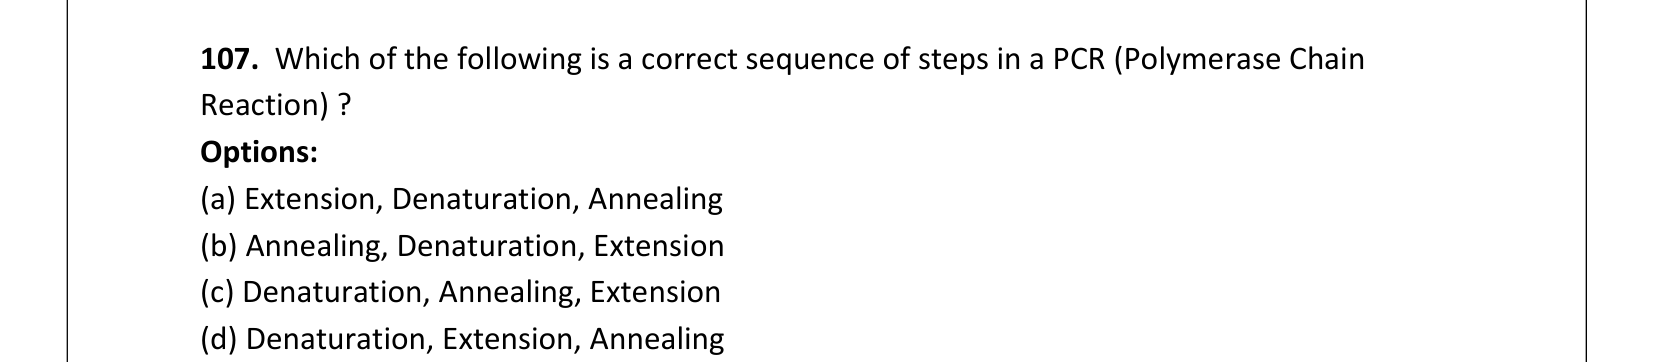 107. Which of the following is a correct sequence of steps in a PCR (Polymerase Chain
Reaction) ?
Options:
(a) Extension, Denaturation, Annealing
(b) Annealing, Denaturation, Extension
(c) Denaturation, Annealing, Extension
(d) Denaturation, Extension, Annealing